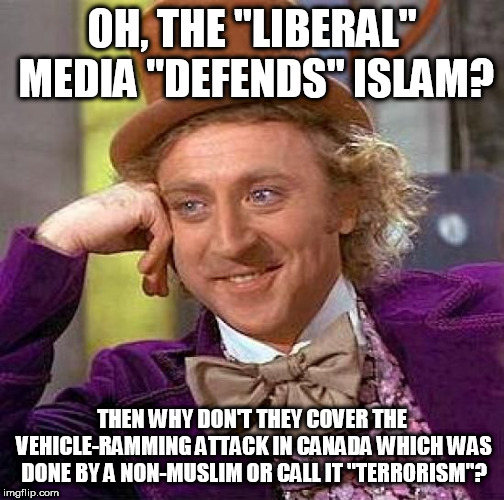 OH, THE "LIBERAL"
MEDIA "DEFENDS" ISLAM?
THEN WHY DON'T THEY COVER THE
VEHICLE-RAMMING ATTACK IN CANADA WHICH WAS
DONE BY A NON-MUSLIM OR CALL IT "TERRORISM"?
imgflip.com